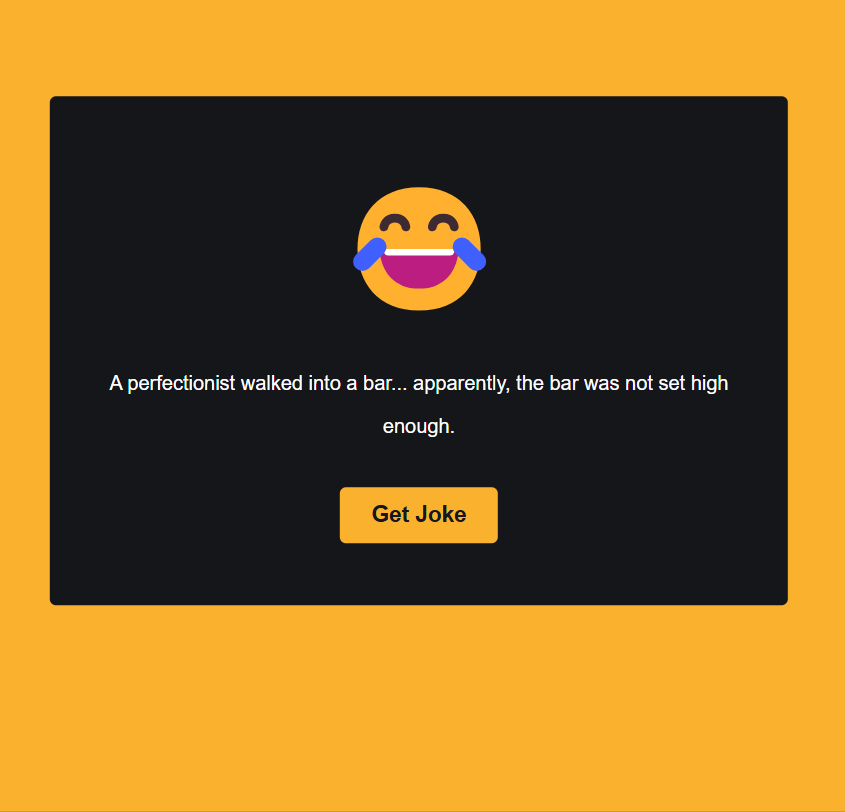 A perfectionist walked into a bar... apparently, the bar was not set high
enough.
Get Joke